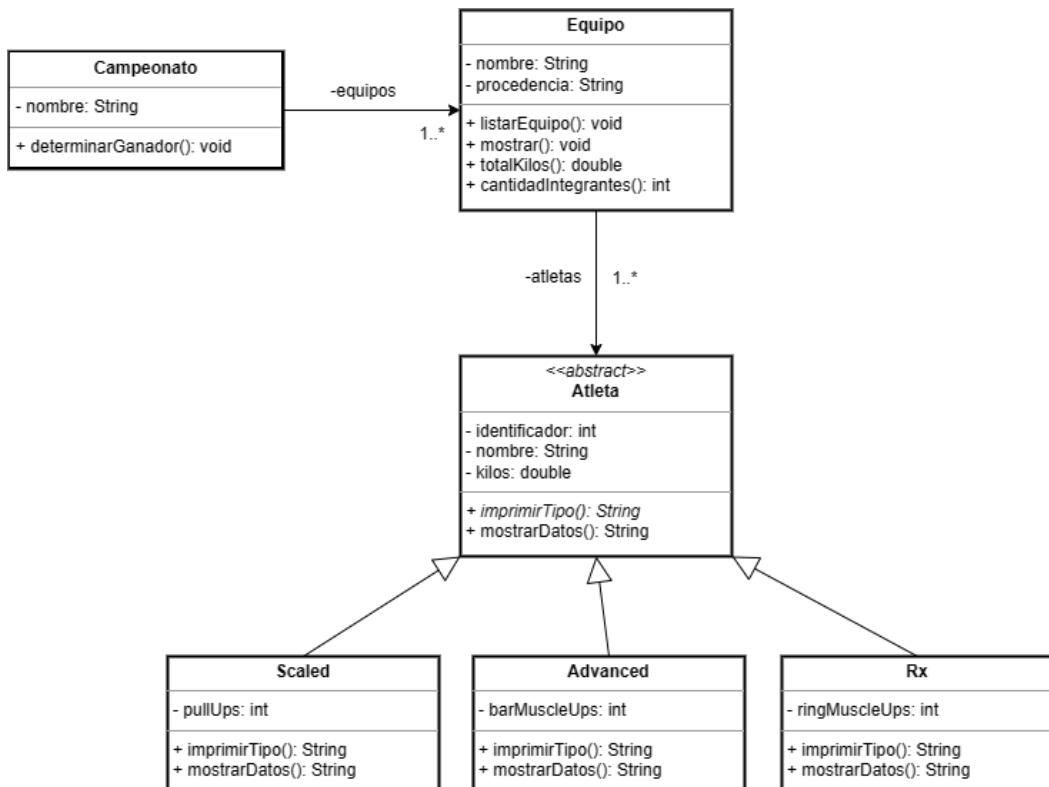 Campeonato
- nombre: String
+ determinarGanador(): void
-equipos
1..*
Equipo
- nombre: String
- procedencia: String
+ listarEquipo(): void
+ mostrar(): void
+ totalKilos(): double
+ cantidadIntegrantes(): int
-atletas
1..*
<<abstract>>
Atleta
- identificador: int
- nombre: String
- kilos: double
+ imprimirTipo(): String
+ mostrarDatos(): String
Scaled
- pullUps: int
+ imprimirTipo(): String
+ mostrarDatos(): String
Advanced
- barMuscleUps: int
+ imprimirTipo(): String
+ mostrarDatos(): String
Rx
- ringMuscleUps: int
+ imprimirTipo(): String
+ mostrarDatos(): String